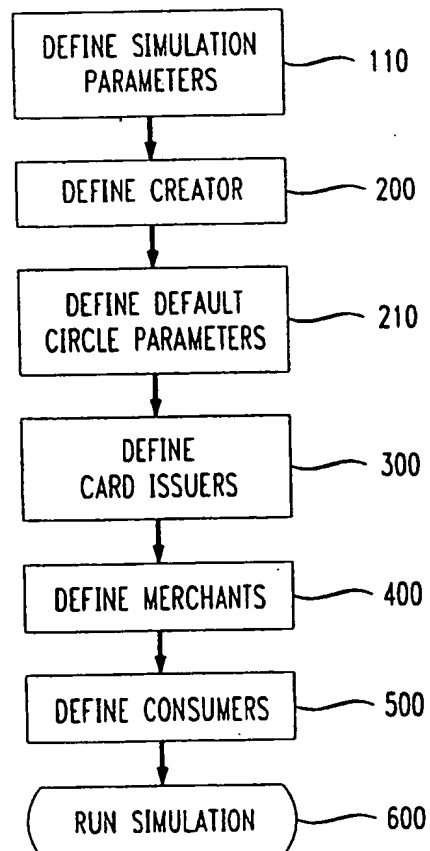 DEFINE SIMULATION
PARAMETERS
110
DEFINE CREATOR
200
DEFINE DEFAULT
CIRCLE PARAMETERS
210
DEFINE
CARD ISSUERS
300
DEFINE MERCHANTS
400
DEFINE CONSUMERS
500
RUN SIMULATION
600